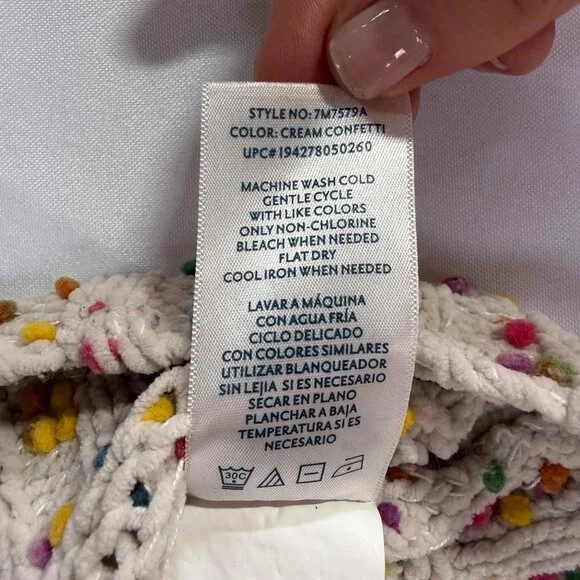 STYLE NO: 7M7579A
COLOR: CREAM CONFETTI
UPC# 194278050260
MACHINE WASH COLD
GENTLE CYCLE
WITH LIKE COLORS
ONLY NON-CHLORINE
BLEACH WHEN NEEDED
FLAT DRY
COOL IRON WHEN NEEDED
LAVAR A MÁQUINA
CON AGUA FRÍA
CICLO DELICADO
CON COLORES SIMILARES
UTILIZAR BLANQUEADOR
SIN LEJIA SI ES NECESARIO
SECAR EN PLANO
PLANCHAR A BAJA
TEMPERATURA SI ES
NECESARIO
30C